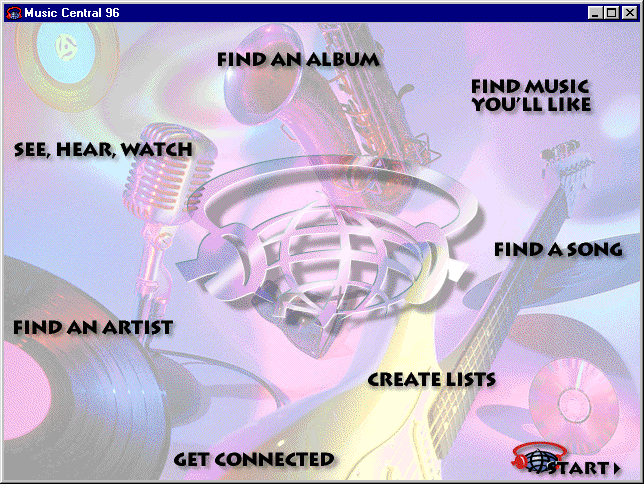 Music Central 96
FIND AN ALBUM
FIND MUSIC
YOU'LL LIKE
SEE, HEAR, WATCH
FIND A SONG
FIND AN ARTIST
CREATE LISTS
GET CONNECTED
START